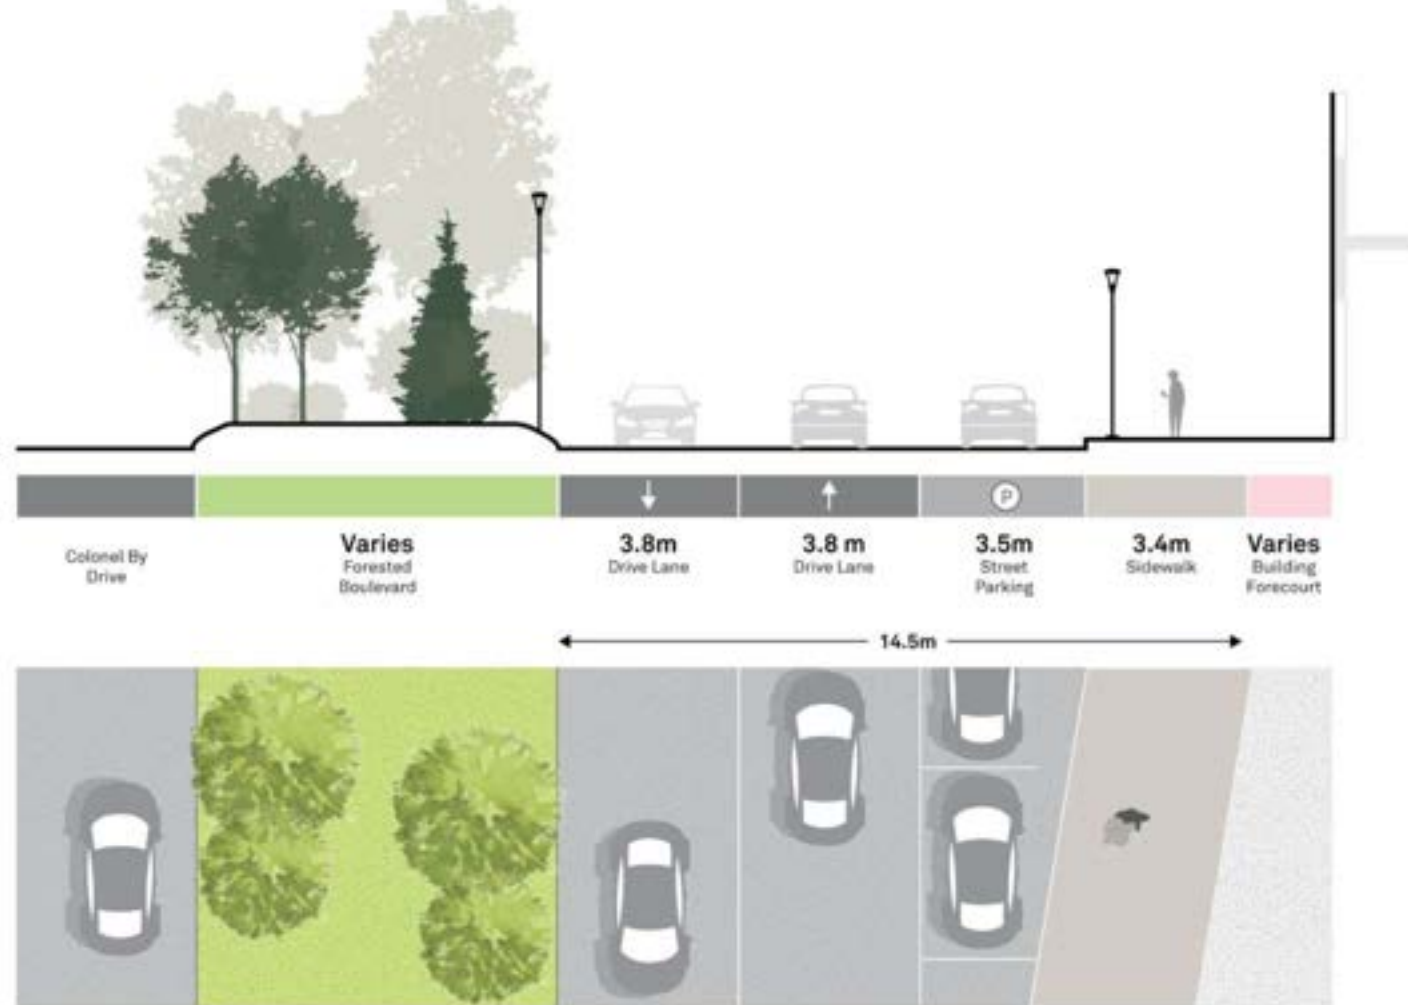 P
Colonel By
Drive
Varies
Forested
Boulevard
3.8m
Drive Lane
3.8 m
Drive Lane
3.5m
Street
Parking
3.4m
Sidewalk
Varies
Building
Forecourt
14.5m